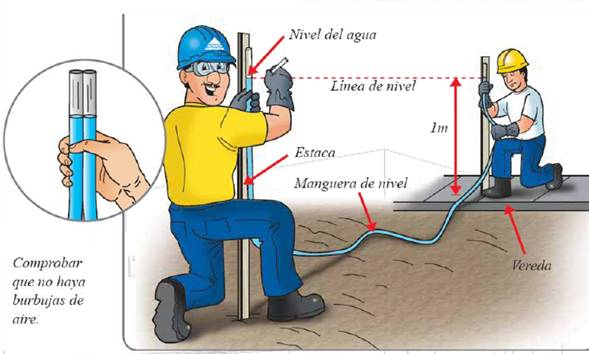 Nivel del agua
Línea de nivel
1m
Estaca
Manguera de nivel
Vereda
Comprobar
que no haya
burbujas de
aire.